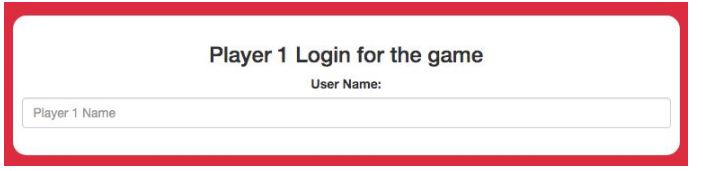 Player 1 Login for the game
User Name:
Player 1 Name